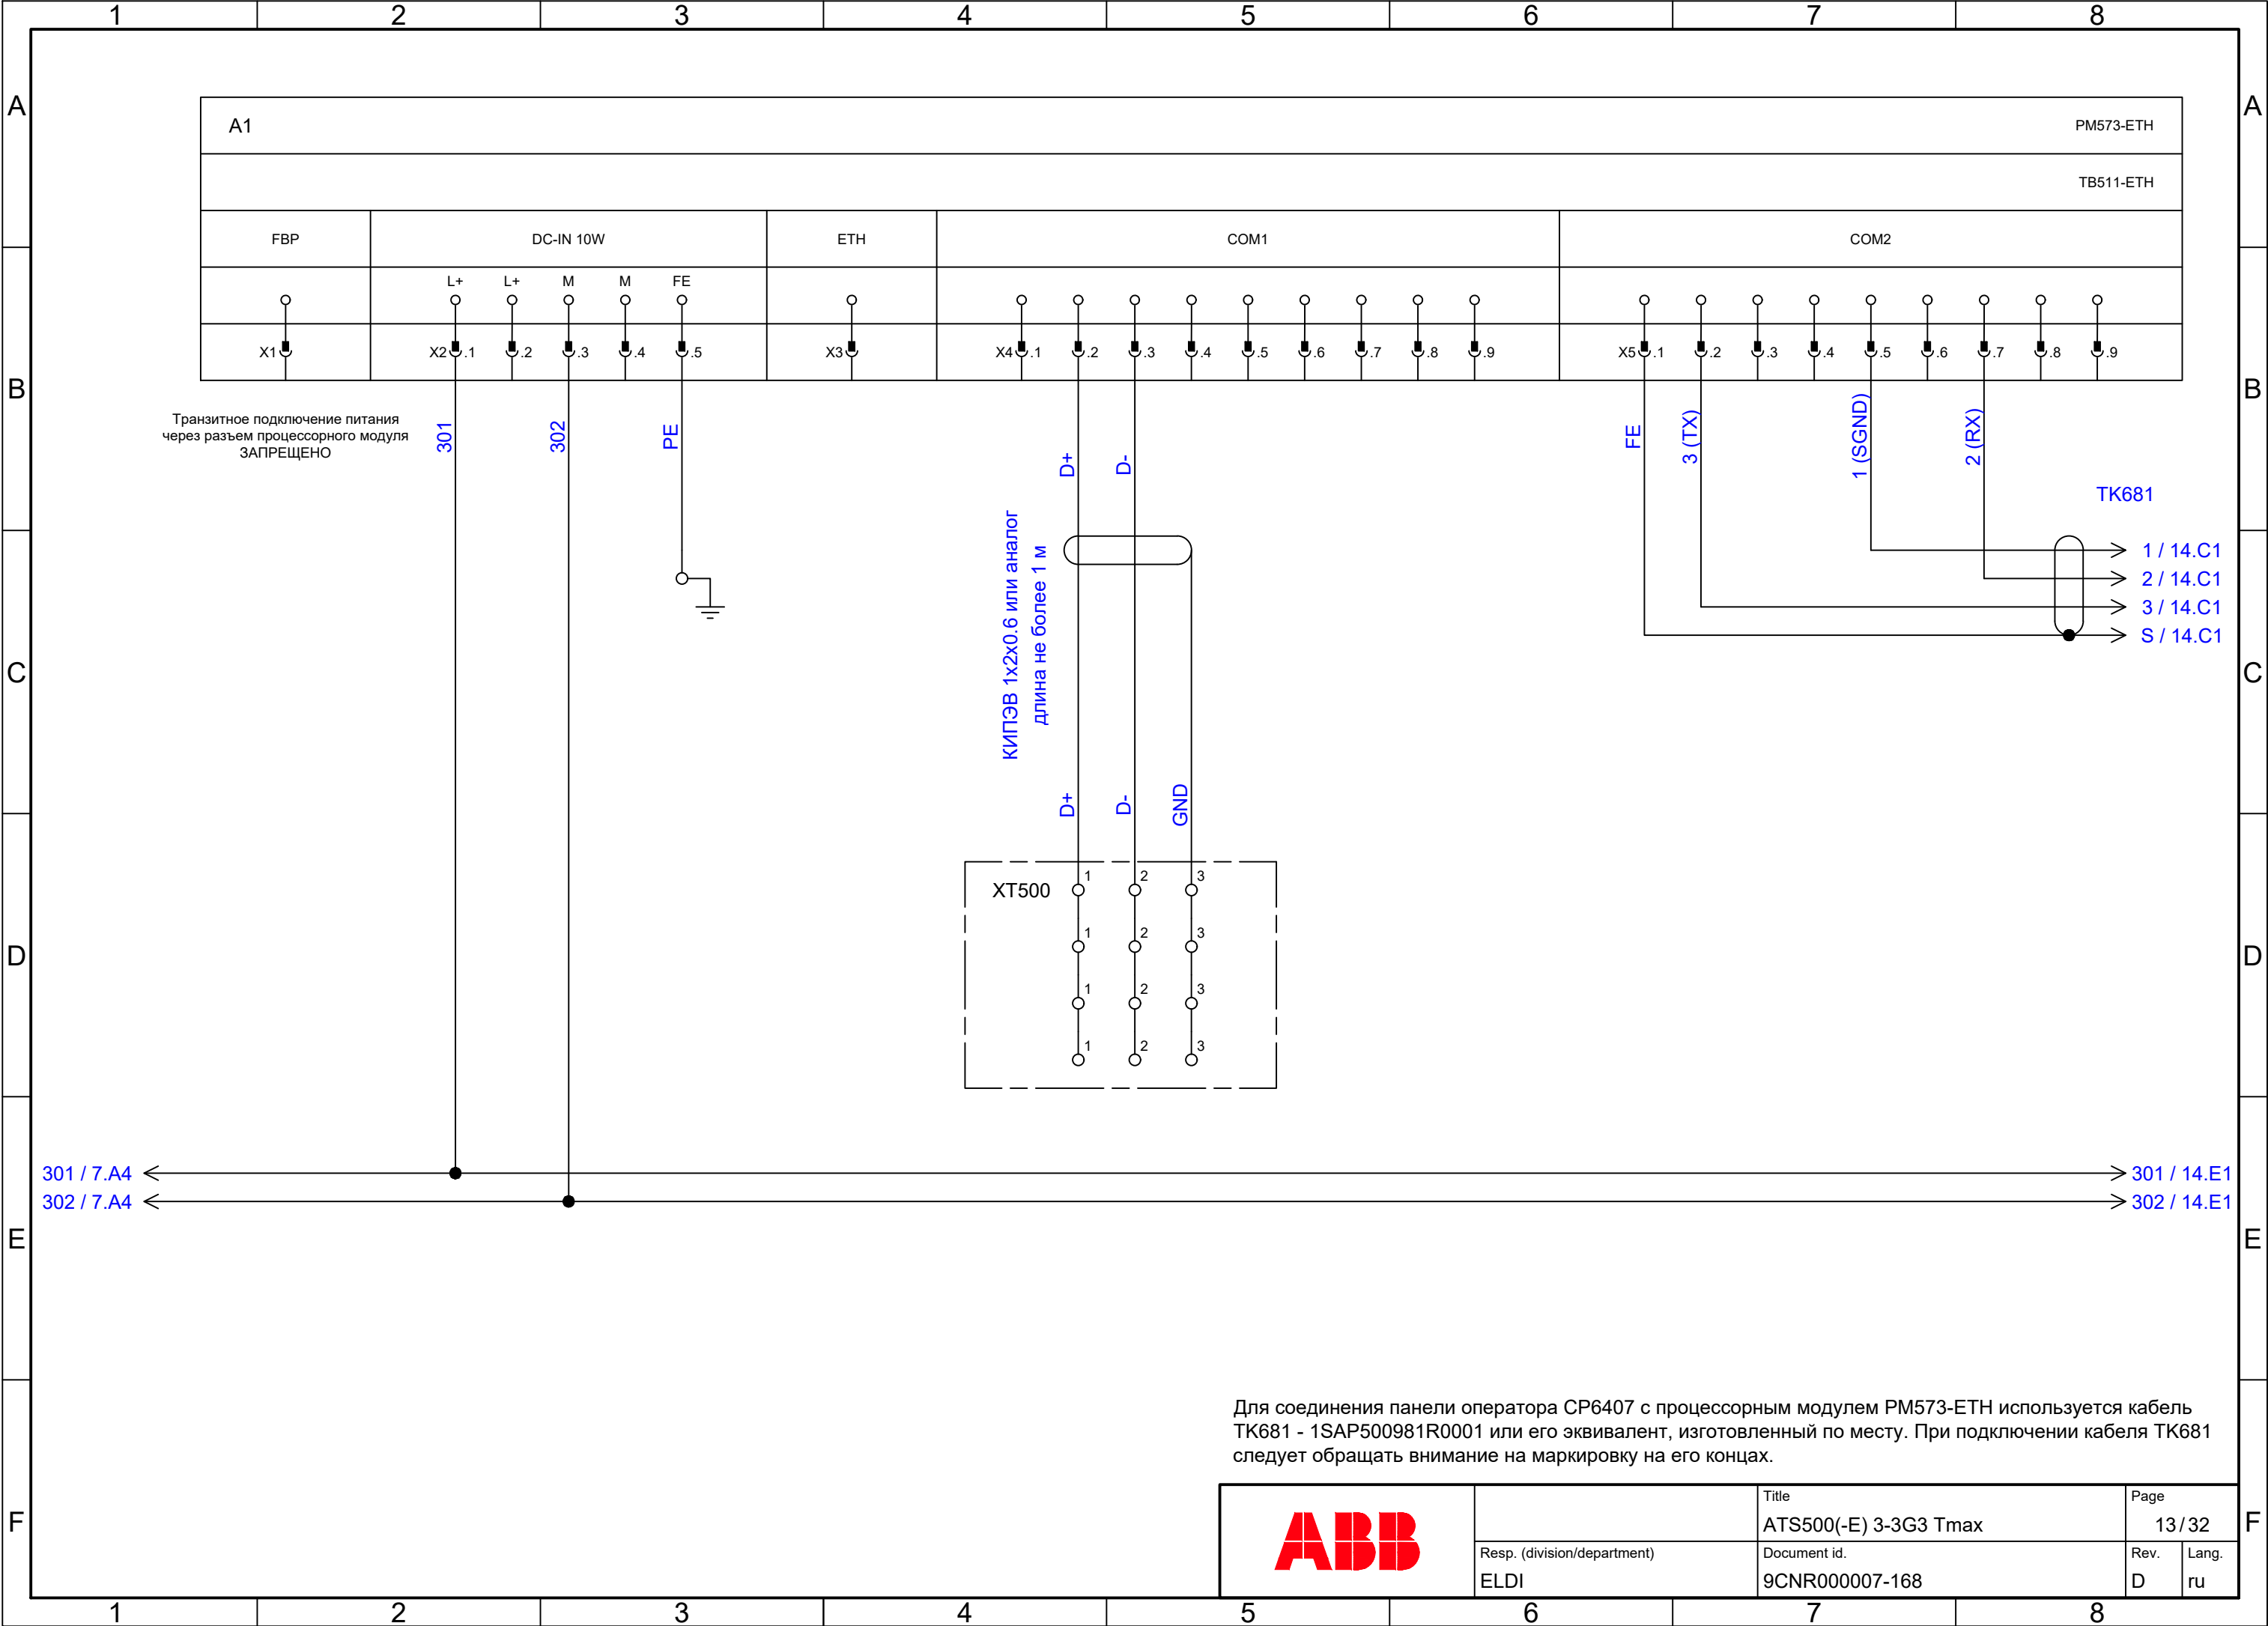 1 2 3 4 5 6 7 8
A A
A1 PM573-ETH
TB511-ETH
FBP DC-IN 10W ETH COM1 COM2
L+ L+ M M FE
X1 X2 .1 .2 .3 .4 .5 X3 X4 .1 .2 .3 .4 .5 .6 .7 .8 .9 X5 .1 .2 .3 .4 .5 .6 .7 .8 .9
B B
Транзитное подключение питания
через разъем процессорного модуля
ЗАПРЕЩЕНО
301
302
PE
D+
D-
FE
3 (TX)
1 (SGND)
2 (RX)
TK681
1 / 14.C1
2 / 14.C1
3 / 14.C1
S / 14.C1
КИПЭВ 1x2x0.6 или аналог
длина не более 1 м
C C
D+
D-
GND
XT500 1 2 3
1 2 3
1 2 3
1 2 3
D D
301 / 7.A4 301 / 14.E1
302 / 7.A4 302 / 14.E1
E E
Для соединения панели оператора CP6407 с процессорным модулем PM573-ETH используется кабель
TK681 - 1SAP500981R0001 или его эквивалент, изготовленный по месту. При подключении кабеля TK681
следует обращать внимание на маркировку на его концах.
F F
ABB
Title
ATS500(-E) 3-3G3 Tmax
Page
13/32
Resp. (division/department)
ELDI
Document id.
9CNR000007-168
Rev.
D
Lang.
ru
1 2 3 4 5 6 7 8